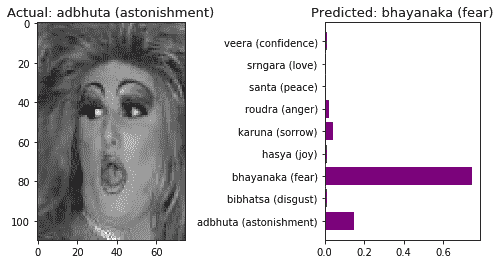 Actual: adbhuta (astonishment)
0
20
40
60
80
100
0
20
40
60
Predicted: bhayanaka (fear)
veera (confidence)
srngara (love)
santa (peace)
roudra (anger)
karuna (sorrow)
hasya (joy)
bhayanaka (fear)
bibhatsa (disgust)
adbhuta (astonishment)
0.0
0.2
0.4
0.6